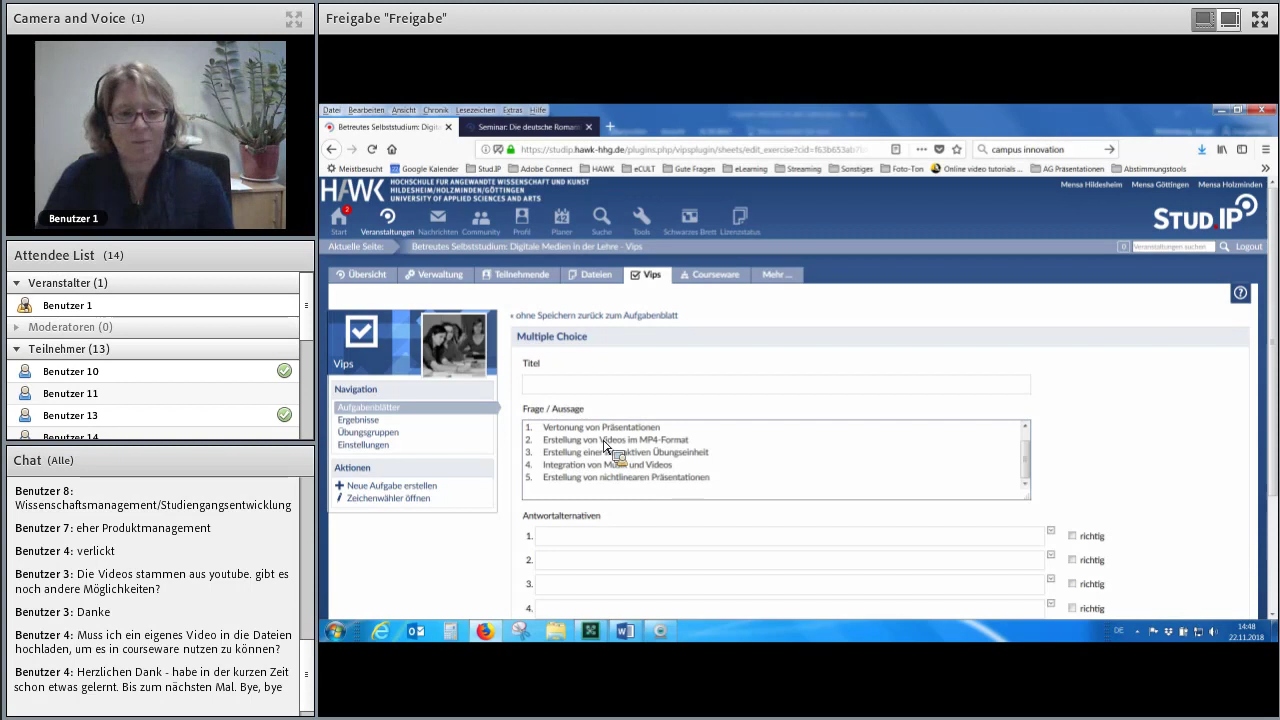 Camera and Voice (1)
Benutzer 1
Attendee List (14)
Veranstalter (1)
Benutzer 1
Moderatoren (0)
Teilnehmer (13)
Benutzer 10
Benutzer 11
Benutzer 13
Benutzer 14
Chat (Alle)
Benutzer 8:
Wissenschaftsmanagement/Studiengangsentwicklung
Benutzer 7: eher Produktmanagement
Benutzer 4: verlickt
Benutzer 3: Die Videos stammen aus youtube. gibt es
noch andere Möglichkeiten?
Benutzer 3: Danke
Benutzer 4: Muss ich ein eigenes Video in die Dateien
hochladen, um es in courseware nutzen zu können?
Benutzer 4: Herzlichen Dank - habe in der kurzen Zeit
schon etwas gelernt. Bis zum nächsten Mal. Bye, bye
Freigabe "Freigabe"
Datei Bearbeiten Ansicht Chronik Lesezeichen Extras Hilfe
Betreutes Selbststudium: Digit Seminar: Die deutsche Roman
https://studip.hawk-hhg.de/plugins.php/vipsplugin/sheets/edit_exercise?cid= campus innovation
Meistbesucht Google Kalender Stud.IP Adobe Connect HAWK eCULT Günther eLearning Streaming Sonstiges Foto-Ton Online video tutorials AG Präsentationen Abstimmungstools
HAWK HOCHSCHULE FÜR ANGEWANDTE WISSENSCHAFT UND KUNST
HILDESHEIM/HOLZMINDEN/GÖTTINGEN
UNIVERSITY OF APPLIED SCIENCES AND ARTS
Mensa Hildesheim Mensa Göttingen Mensa Holzminden
STUD.IP
2
Start Veranstaltungen Nachrichten Community Profil Planer Suche Tools Schwarzes Brett Lizenzstatus
Aktuelle Seite: Betreutes Selbststudium: Digitale Medien in der Lehre - Vips 0 Veranstaltungen suchen Logout
Übersicht Verwaltung Teilnehmende Dateien Vips Courseware Mehr ...
Vips
Navigation
Aufgabenblätter
Ergebnisse
Übungsgruppen
Einstellungen
Aktionen
Neue Aufgabe erstellen
Zeichenwähler öffnen
« ohne Speichern zurück zum Aufgabenblatt
Multiple Choice
Titel
Frage / Aussage
1. Vertonung von Präsentationen
2. Erstellung von Videos im MP4-Format
3. Erstellung einer Übungseinheit
4. Integration von und Videos
5. Erstellung von nichtlinearen Präsentationen
Antwortalternativen
1. richtig
2. richtig
3. richtig
4. richtig
DE 14:48
22.11.2018